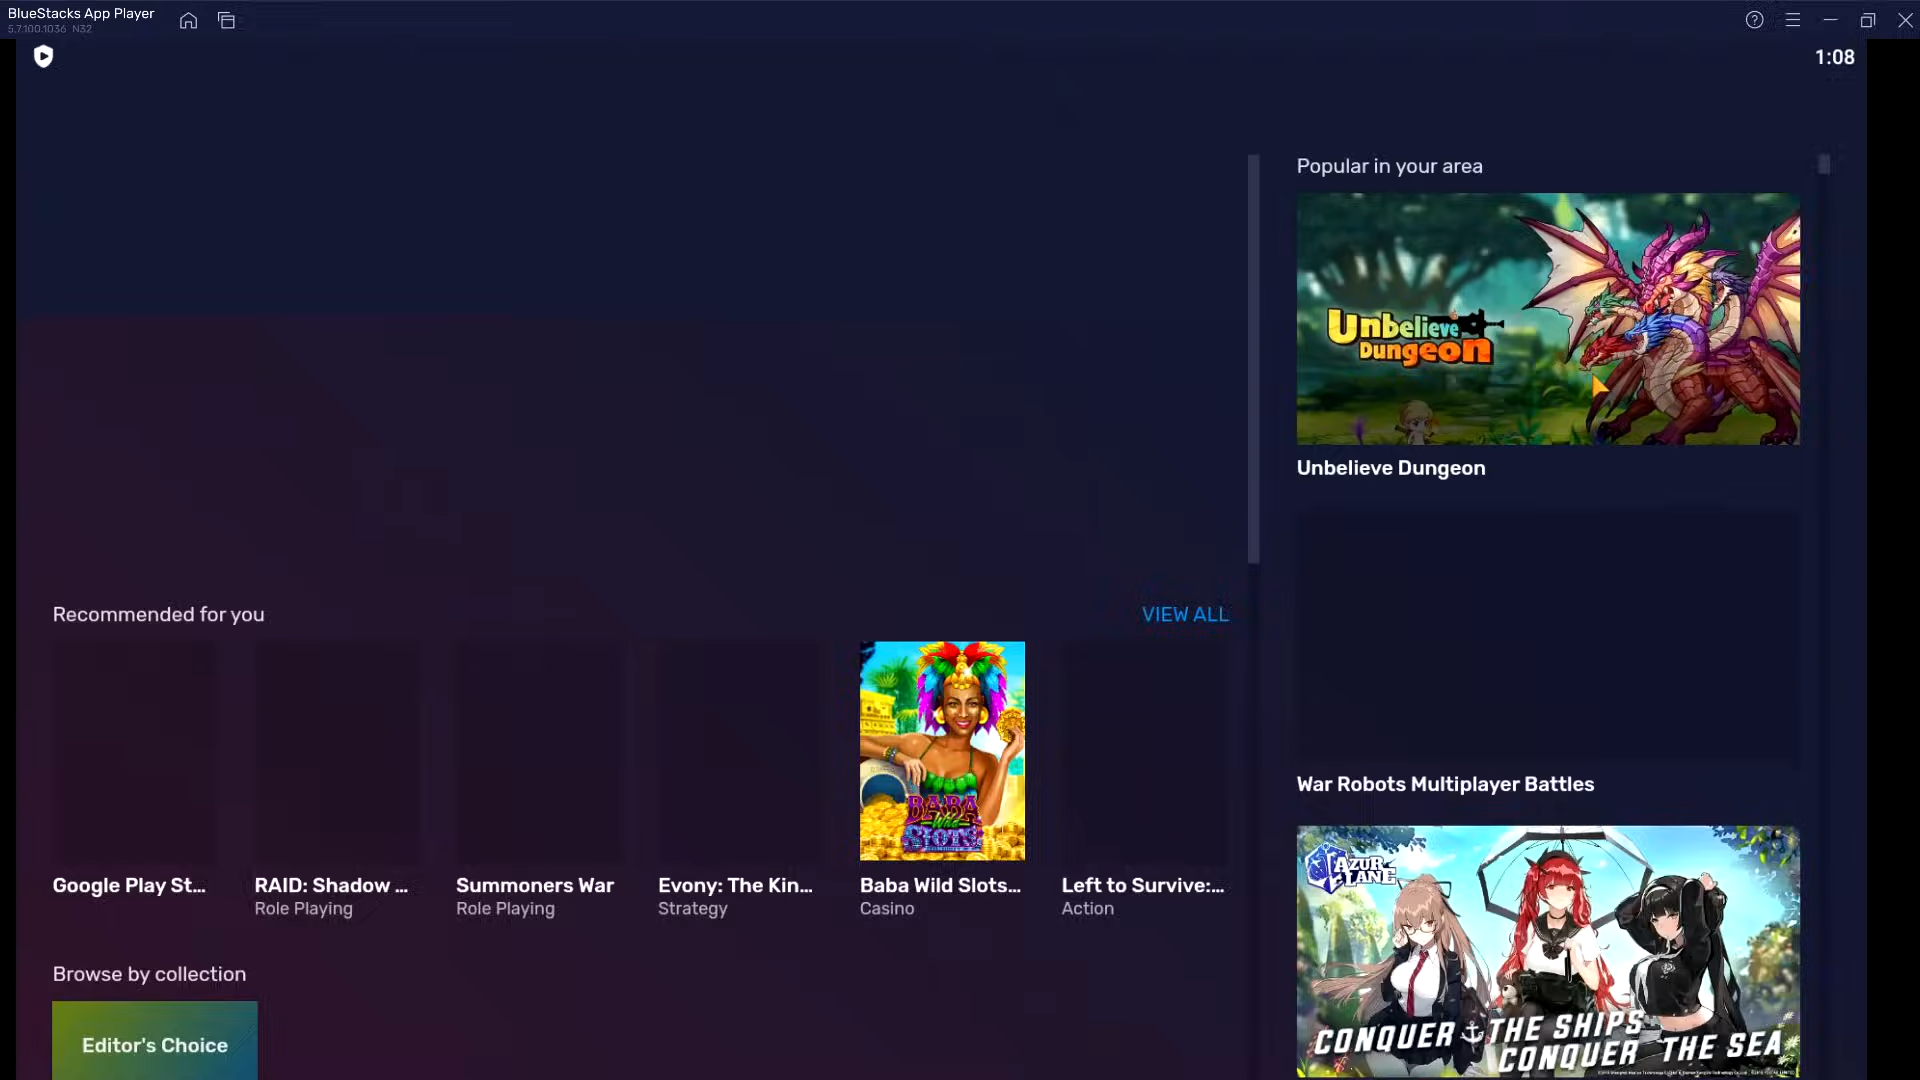 BlueStacks App Player
5.7.100.1036 N32
1:08
Popular in your area
Unbelieve
Dungeon
Unbelieve Dungeon
Recommended for you
VIEW ALL
BABA
Wild
SLOTS
War Robots Multiplayer Battles
Google Play St...
RAID: Shadow ...
Summoners War
Evony: The Kin...
Baba Wild Slots...
Left to Survive:...
Role Playing
Role Playing
Strategy
Casino
Action
AZUR
LANE
Browse by collection
Editor's Choice
CONQUER THE SHIPS
CONQUER THE SEA